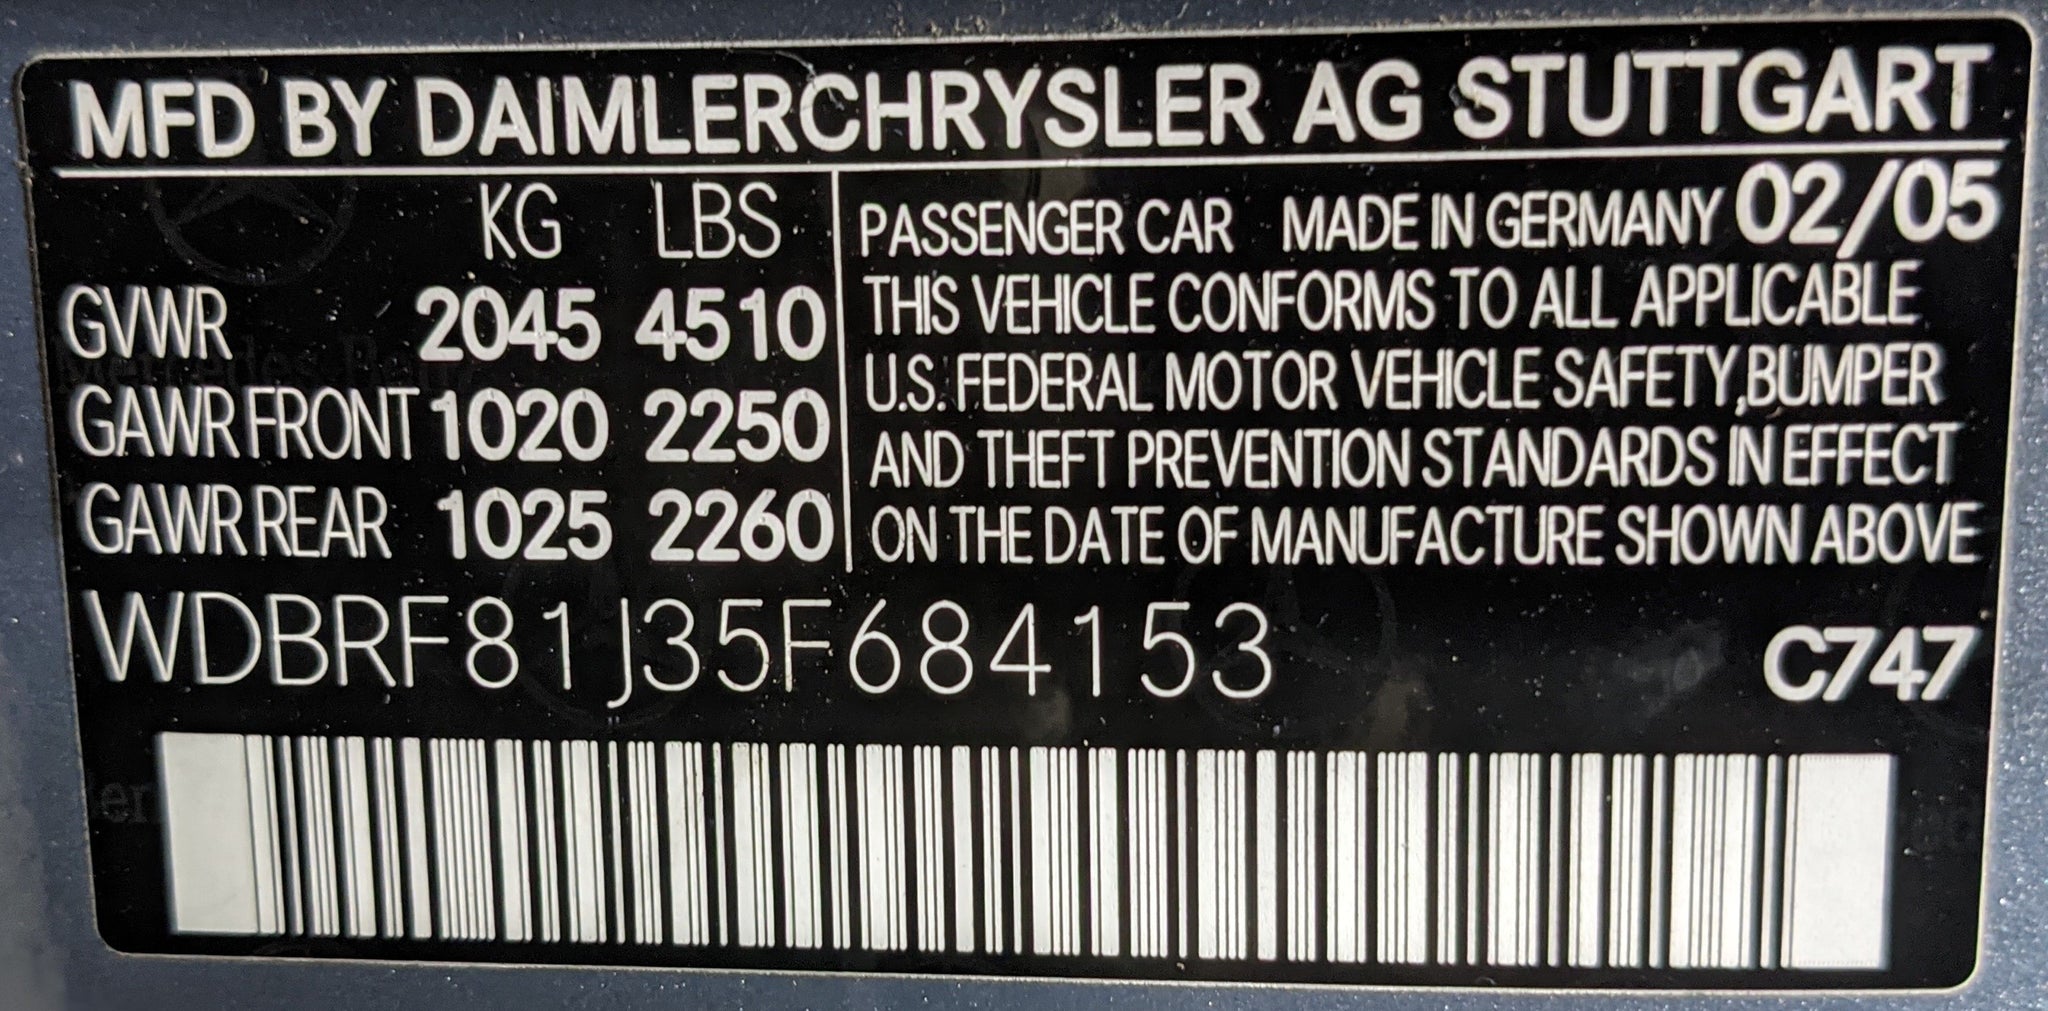 MFD BY DAIMLERCHRYSLER AG STUTTGART
KG LBS
GVWR 2045 4510
GAWR FRONT 1020 2250
GAWR REAR 1025 2260
PASSENGER CAR MADE IN GERMANY 02/05
THIS VEHICLE CONFORMS TO ALL APPLICABLE
U.S. FEDERAL MOTOR VEHICLE SAFETY, BUMPER
AND THEFT PREVENTION STANDARDS IN EFFECT
ON THE DATE OF MANUFACTURE SHOWN ABOVE
WDBRF81J35F684153
C747